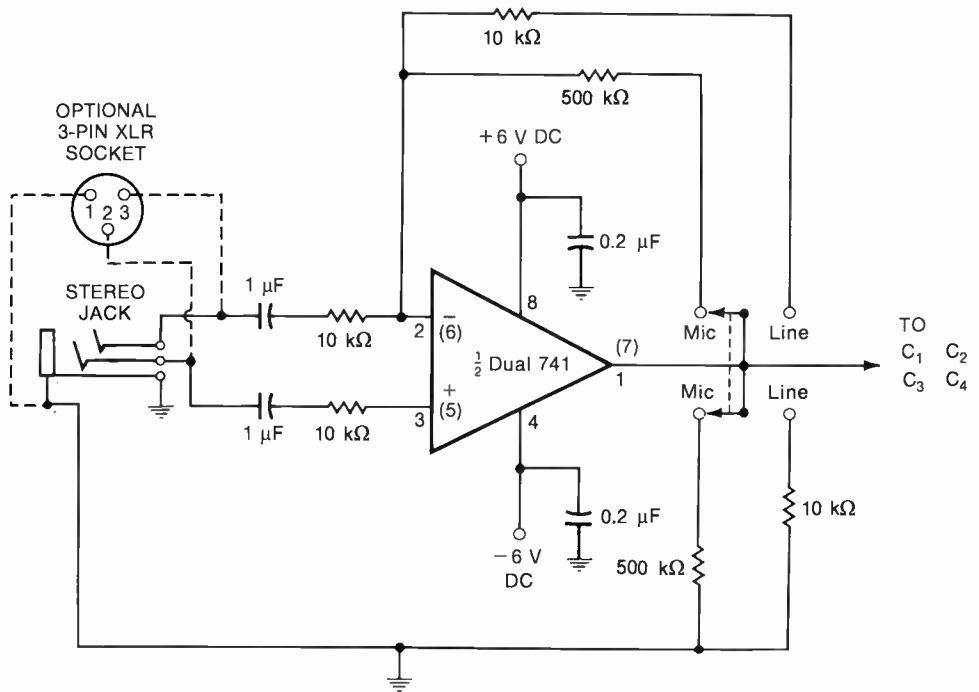 10 kΩ
500 kΩ
OPTIONAL
3-PIN XLR
SOCKET
1 2 3
+6 V DC
0.2 µF
STEREO
JACK
1 µF
10 kΩ
8
2 − (6)
½ Dual 741
(7)
1
+ (5)
3
4
1 µF
10 kΩ
Mic
Line
Mic
Line
TO
C1 C2
C3 C4
0.2 µF
−6 V
DC
500 kΩ
10 kΩ